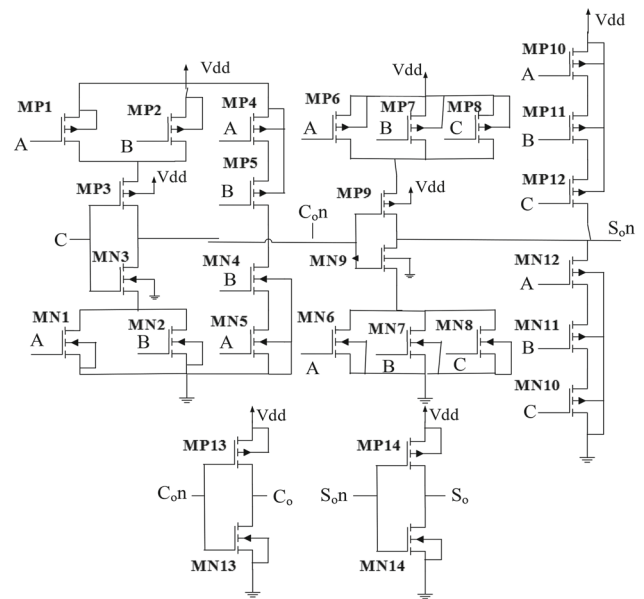 Vdd
MP10
A
Vdd
Vdd
MP1
MP2
MP4
MP6
MP7
MP8
A
B
A
A
B
C
MP11
B
MP5
B
MP3
Vdd
MP9
Vdd
MP12
C
C
Cₒn
Sₒn
MN3
MN4
B
MN9
MN12
A
MN1
A
MN2
B
MN5
A
MN6
A
MN7
B
MN8
C
MN11
B
MN10
C
Vdd
Vdd
MP13
MP14
Cₒn
Cₒ
Sₒn
Sₒ
MN13
MN14